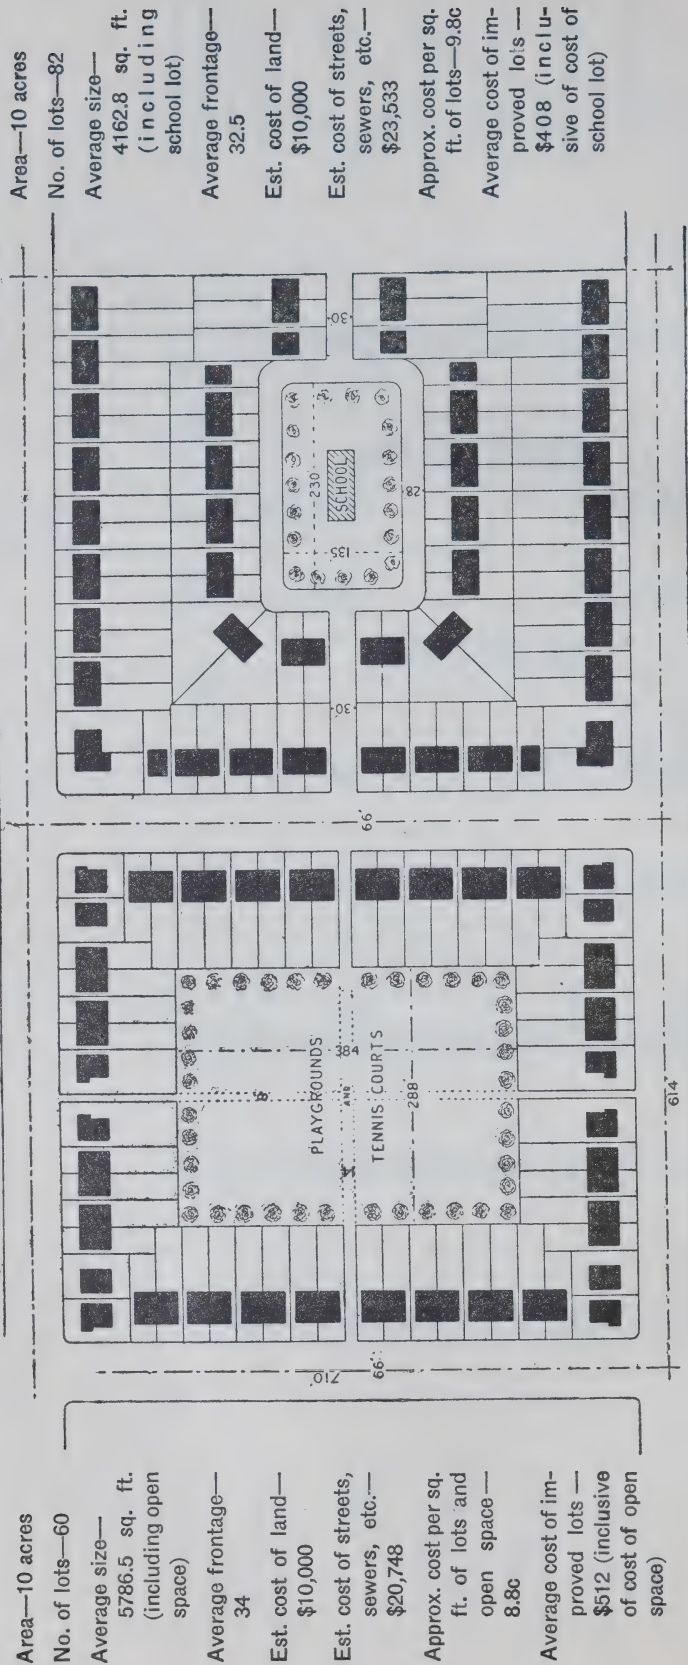 Area—10 acres
No. of lots—82
Average size—
4162.8 sq. ft.
(including
school lot)
Average frontage—
32.5
Est. cost of land—
$10,000
Est. cost of streets,
sewers, etc.—
$23,533
Approx. cost per sq.
ft. of lots—9.8c
Average cost of im-
proved lots—
$408 (inclu-
sive of cost of
school lot)
30'
230
SCHOOL
135
28
30'
66'
PLAYGROUNDS
384
AND
288
TENNIS COURTS
614'
710'
66'
Area—10 acres
No. of lots—60
Average size—
5786.5 sq. ft.
(including open
space)
Average frontage—
34
Est. cost of land—
$10,000
Est. cost of streets,
sewers, etc.—
$20,748
Approx. cost per sq.
ft. of lots and
open space—
8.8c
Average cost of im-
proved lots —
$512 (inclusive
of cost of open
space)